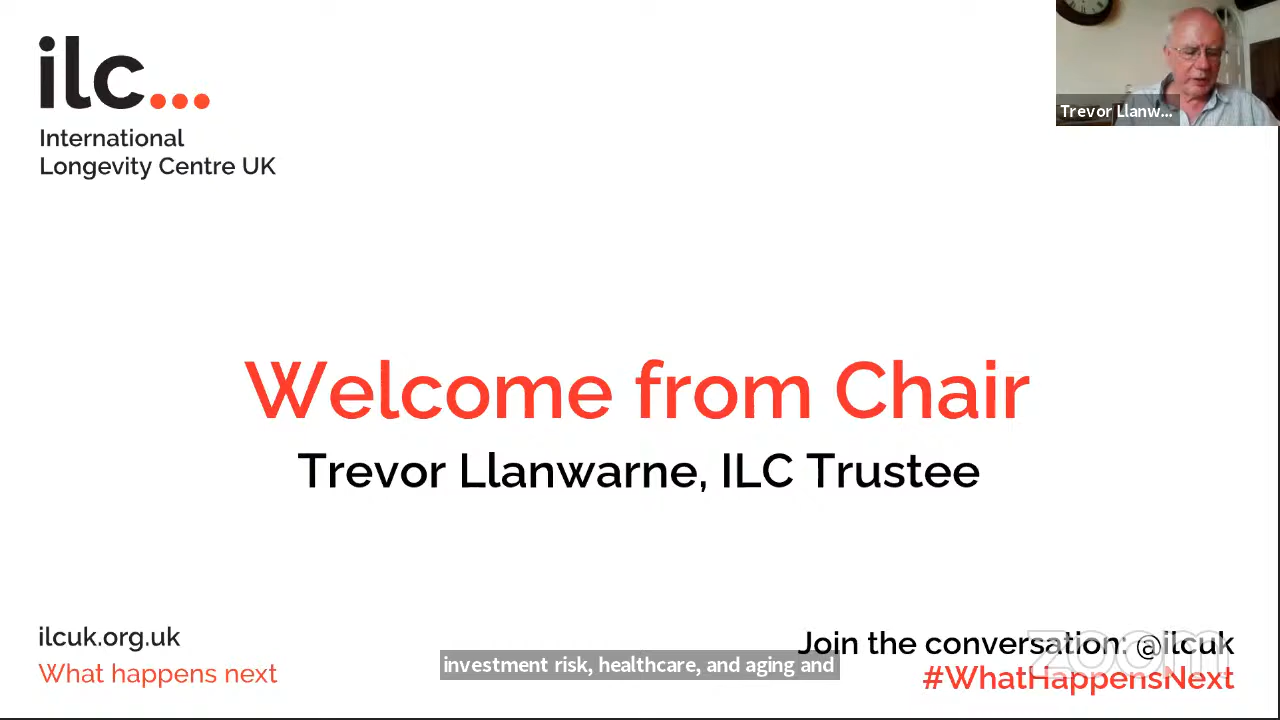 ilc...
International
Longevity Centre UK
Trevor Llanw...
Welcome from Chair
Trevor Llanwarne, ILC Trustee
ilcuk.org.uk
What happens next
investment risk, healthcare, and aging and
Join the conversation: @ilcuk
#WhatHappensNext
zoom